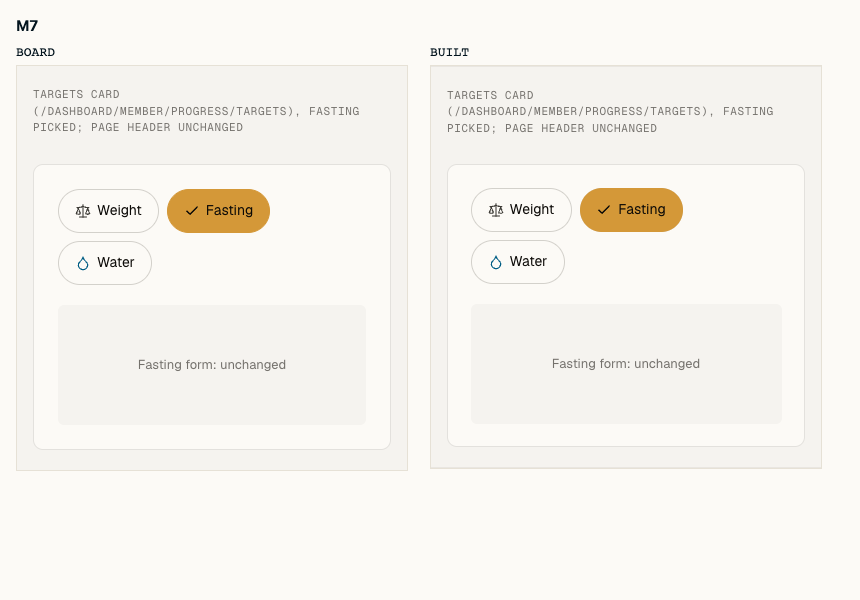 M7
BOARD
TARGETS CARD
(/DASHBOARD/MEMBER/PROGRESS/TARGETS), FASTING
PICKED; PAGE HEADER UNCHANGED
Weight
Fasting
Water
Fasting form: unchanged
BUILT
TARGETS CARD
(/DASHBOARD/MEMBER/PROGRESS/TARGETS), FASTING
PICKED; PAGE HEADER UNCHANGED
Weight
Fasting
Water
Fasting form: unchanged